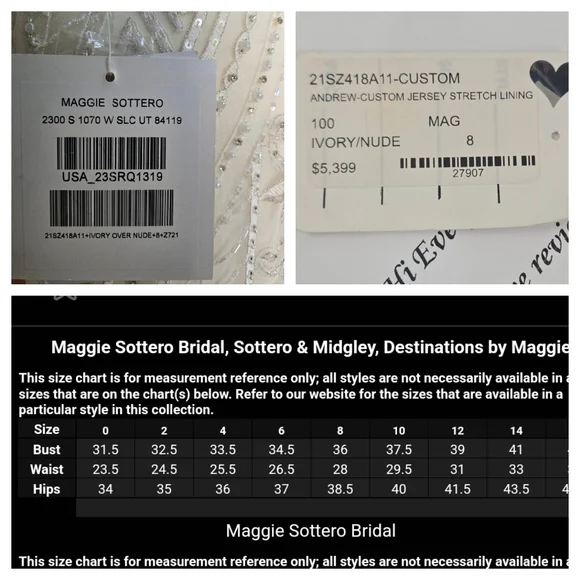 MAGGIE SOTTERO
2300 S 1070 W SLC UT 84119
USA_23SRQ1319
21SZ418A11+IVORY OVER NUDE+8+Z721
21SZ418A11-CUSTOM
ANDREW-CUSTOM JERSEY STRETCH LINING
100 MAG
IVORY/NUDE 8
$5,399
27907
Hi Eve
e revi
Maggie Sottero Bridal, Sottero & Midgley, Destinations by Maggie
This size chart is for measurement reference only; all styles are not necessarily available in a
sizes that are on the chart(s) below. Refer to our website for the sizes that are available in a
particular style in this collection.
Size 0 2 4 6 8 10 12 14
Bust 31.5 32.5 33.5 34.5 36 37.5 39 41
Waist 23.5 24.5 25.5 26.5 28 29.5 31 33
Hips 34 35 36 37 38.5 40 41.5 43.5
Maggie Sottero Bridal
This size chart is for measurement reference only; all styles are not necessarily available in a